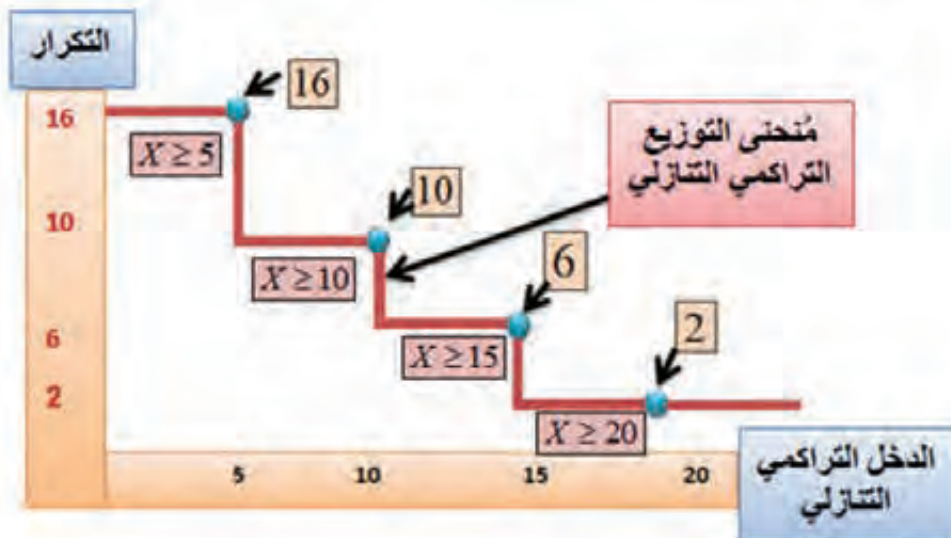 التكرار
16
16
X ≥ 5
مُنحنى التوزيع
التراكمي التنازلي
10
10
X ≥ 10
6
6
X ≥ 15
2
2
X ≥ 20
5 10 15 20
الدخل التراكمي
التنازلي